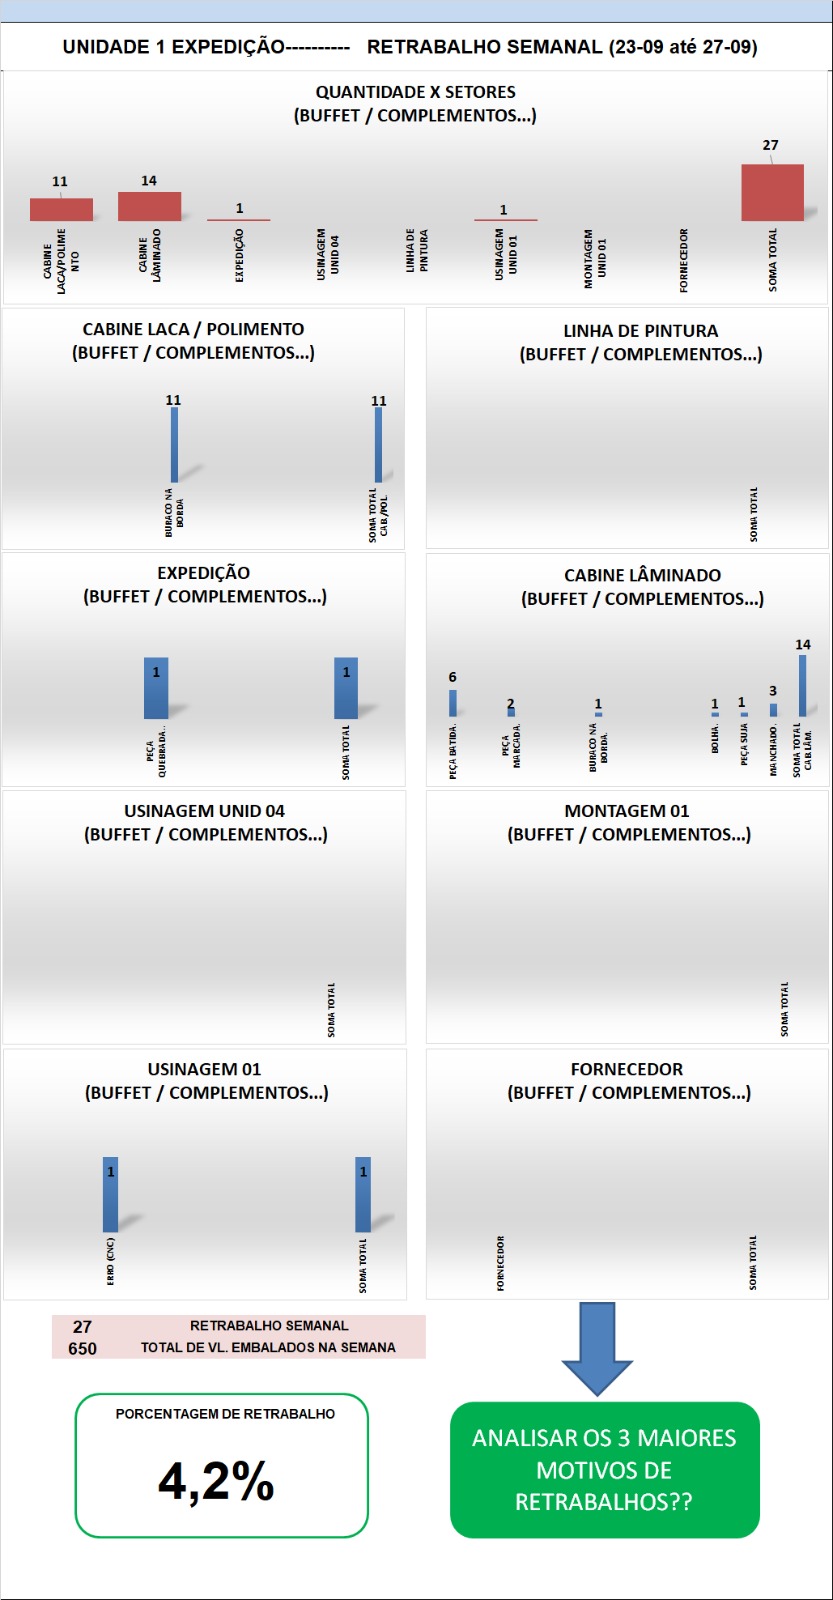 UNIDADE 1 EXPEDIÇÃO---------- RETRABALHO SEMANAL (23-09 até 27-09)
QUANTIDADE X SETORES
(BUFFET / COMPLEMENTOS...)
11
14
1
1
27
CABINE
LACA/POLIME
NTO
CABINE
LÂMINADO
EXPEDIÇÃO
USINAGEM
UNID 04
LINHA DE
PINTURA
USINAGEM
UNID 01
MONTAGEM
UNID 01
FORNECEDOR
SOMA TOTAL
CABINE LACA / POLIMENTO
(BUFFET / COMPLEMENTOS...)
11
11
BURACO NA
BORDA
SOMA TOTAL
CAB./POL.
LINHA DE PINTURA
(BUFFET / COMPLEMENTOS...)
SOMA TOTAL
EXPEDIÇÃO
(BUFFET / COMPLEMENTOS...)
1
1
PEÇA
QUEBRADA..
SOMA TOTAL
CABINE LÂMINADO
(BUFFET / COMPLEMENTOS...)
6
2
1
1
1
3
14
PEÇA BATIDA.
PEÇA
MARCADA.
BURACO NA
BORDA.
BOLHA.
PEÇA SUJA
MANCHADO.
SOMA TOTAL
CAB.LÂM.
USINAGEM UNID 04
(BUFFET / COMPLEMENTOS...)
SOMA TOTAL
MONTAGEM 01
(BUFFET / COMPLEMENTOS...)
SOMA TOTAL
USINAGEM 01
(BUFFET / COMPLEMENTOS...)
1
1
ERRO (CNC)
SOMA TOTAL
FORNECEDOR
(BUFFET / COMPLEMENTOS...)
FORNECEDOR
SOMA TOTAL
27 RETRABALHO SEMANAL
650 TOTAL DE VL. EMBALADOS NA SEMANA
PORCENTAGEM DE RETRABALHO
4,2%
ANALISAR OS 3 MAIORES
MOTIVOS DE
RETRABALHOS??